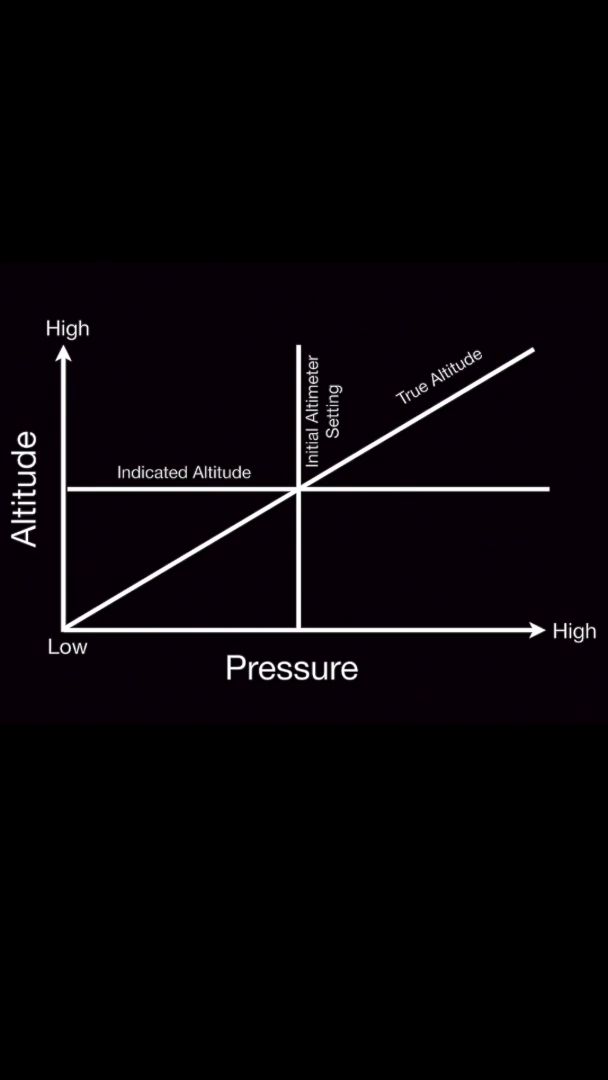 High
Altitude
Indicated Altitude
Initial Altimeter
Setting
True Altitude
Low
High
Pressure